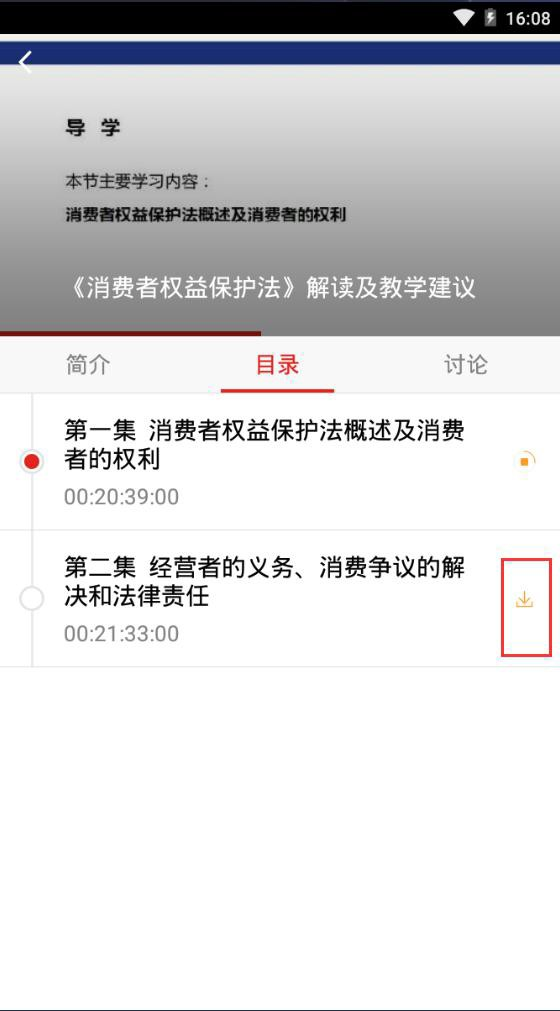 16:08
导 学
本节主要学习内容：
消费者权益保护法概述及消费者的权利
《消费者权益保护法》解读及教学建议
简介 目录 讨论
第一集 消费者权益保护法概述及消费
者的权利
00:20:39:00
第二集 经营者的义务、消费争议的解
决和法律责任
00:21:33:00